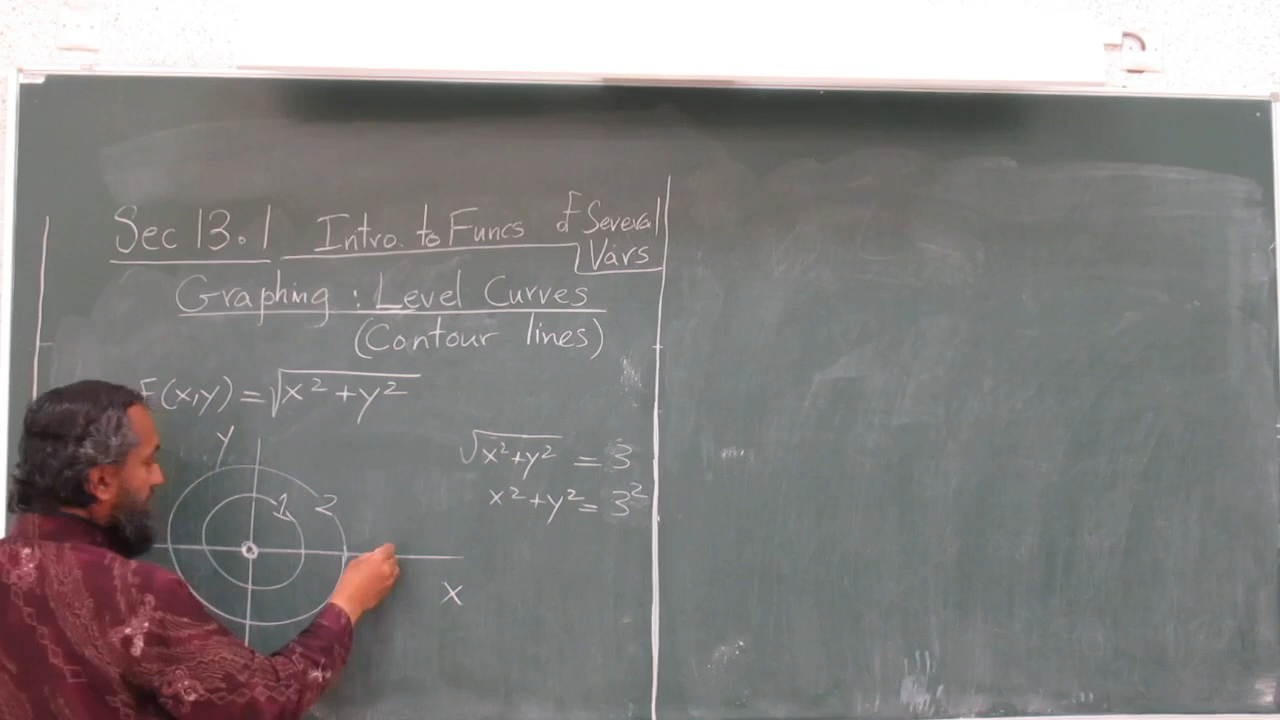 Sec 13.1 Intro. to Funcs of Several
Vars
Graphing : Level Curves
(Contour lines)
F(x,y) = √x² + y²
y
√x²+y² = 3
x²+y² = 3²
1 2
x